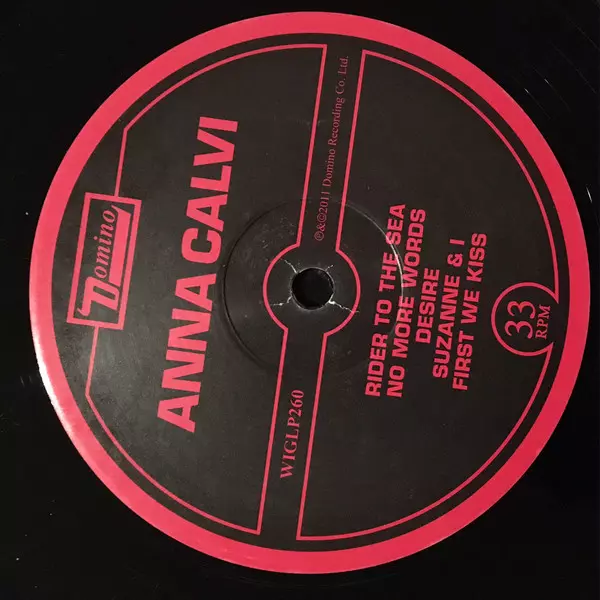 Domino
ANNA CALVI
WIGLP260
℗&©2011 Domino Recording Co. Ltd.
RIDER TO THE SEA
NO MORE WORDS
DESIRE
SUZANNE & I
FIRST WE KISS
33
RPM